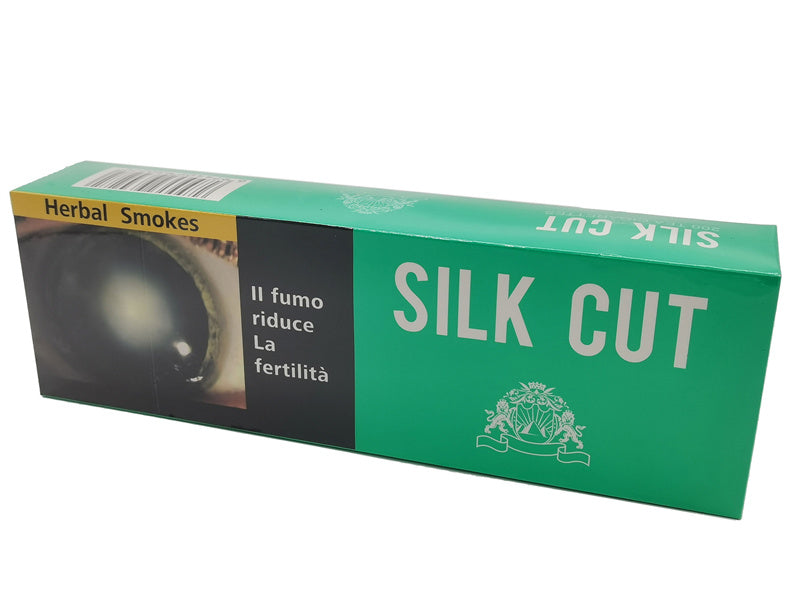 SILK CUT
Herbal Smokes
Il fumo
riduce
La
fertilità
SILK CUT